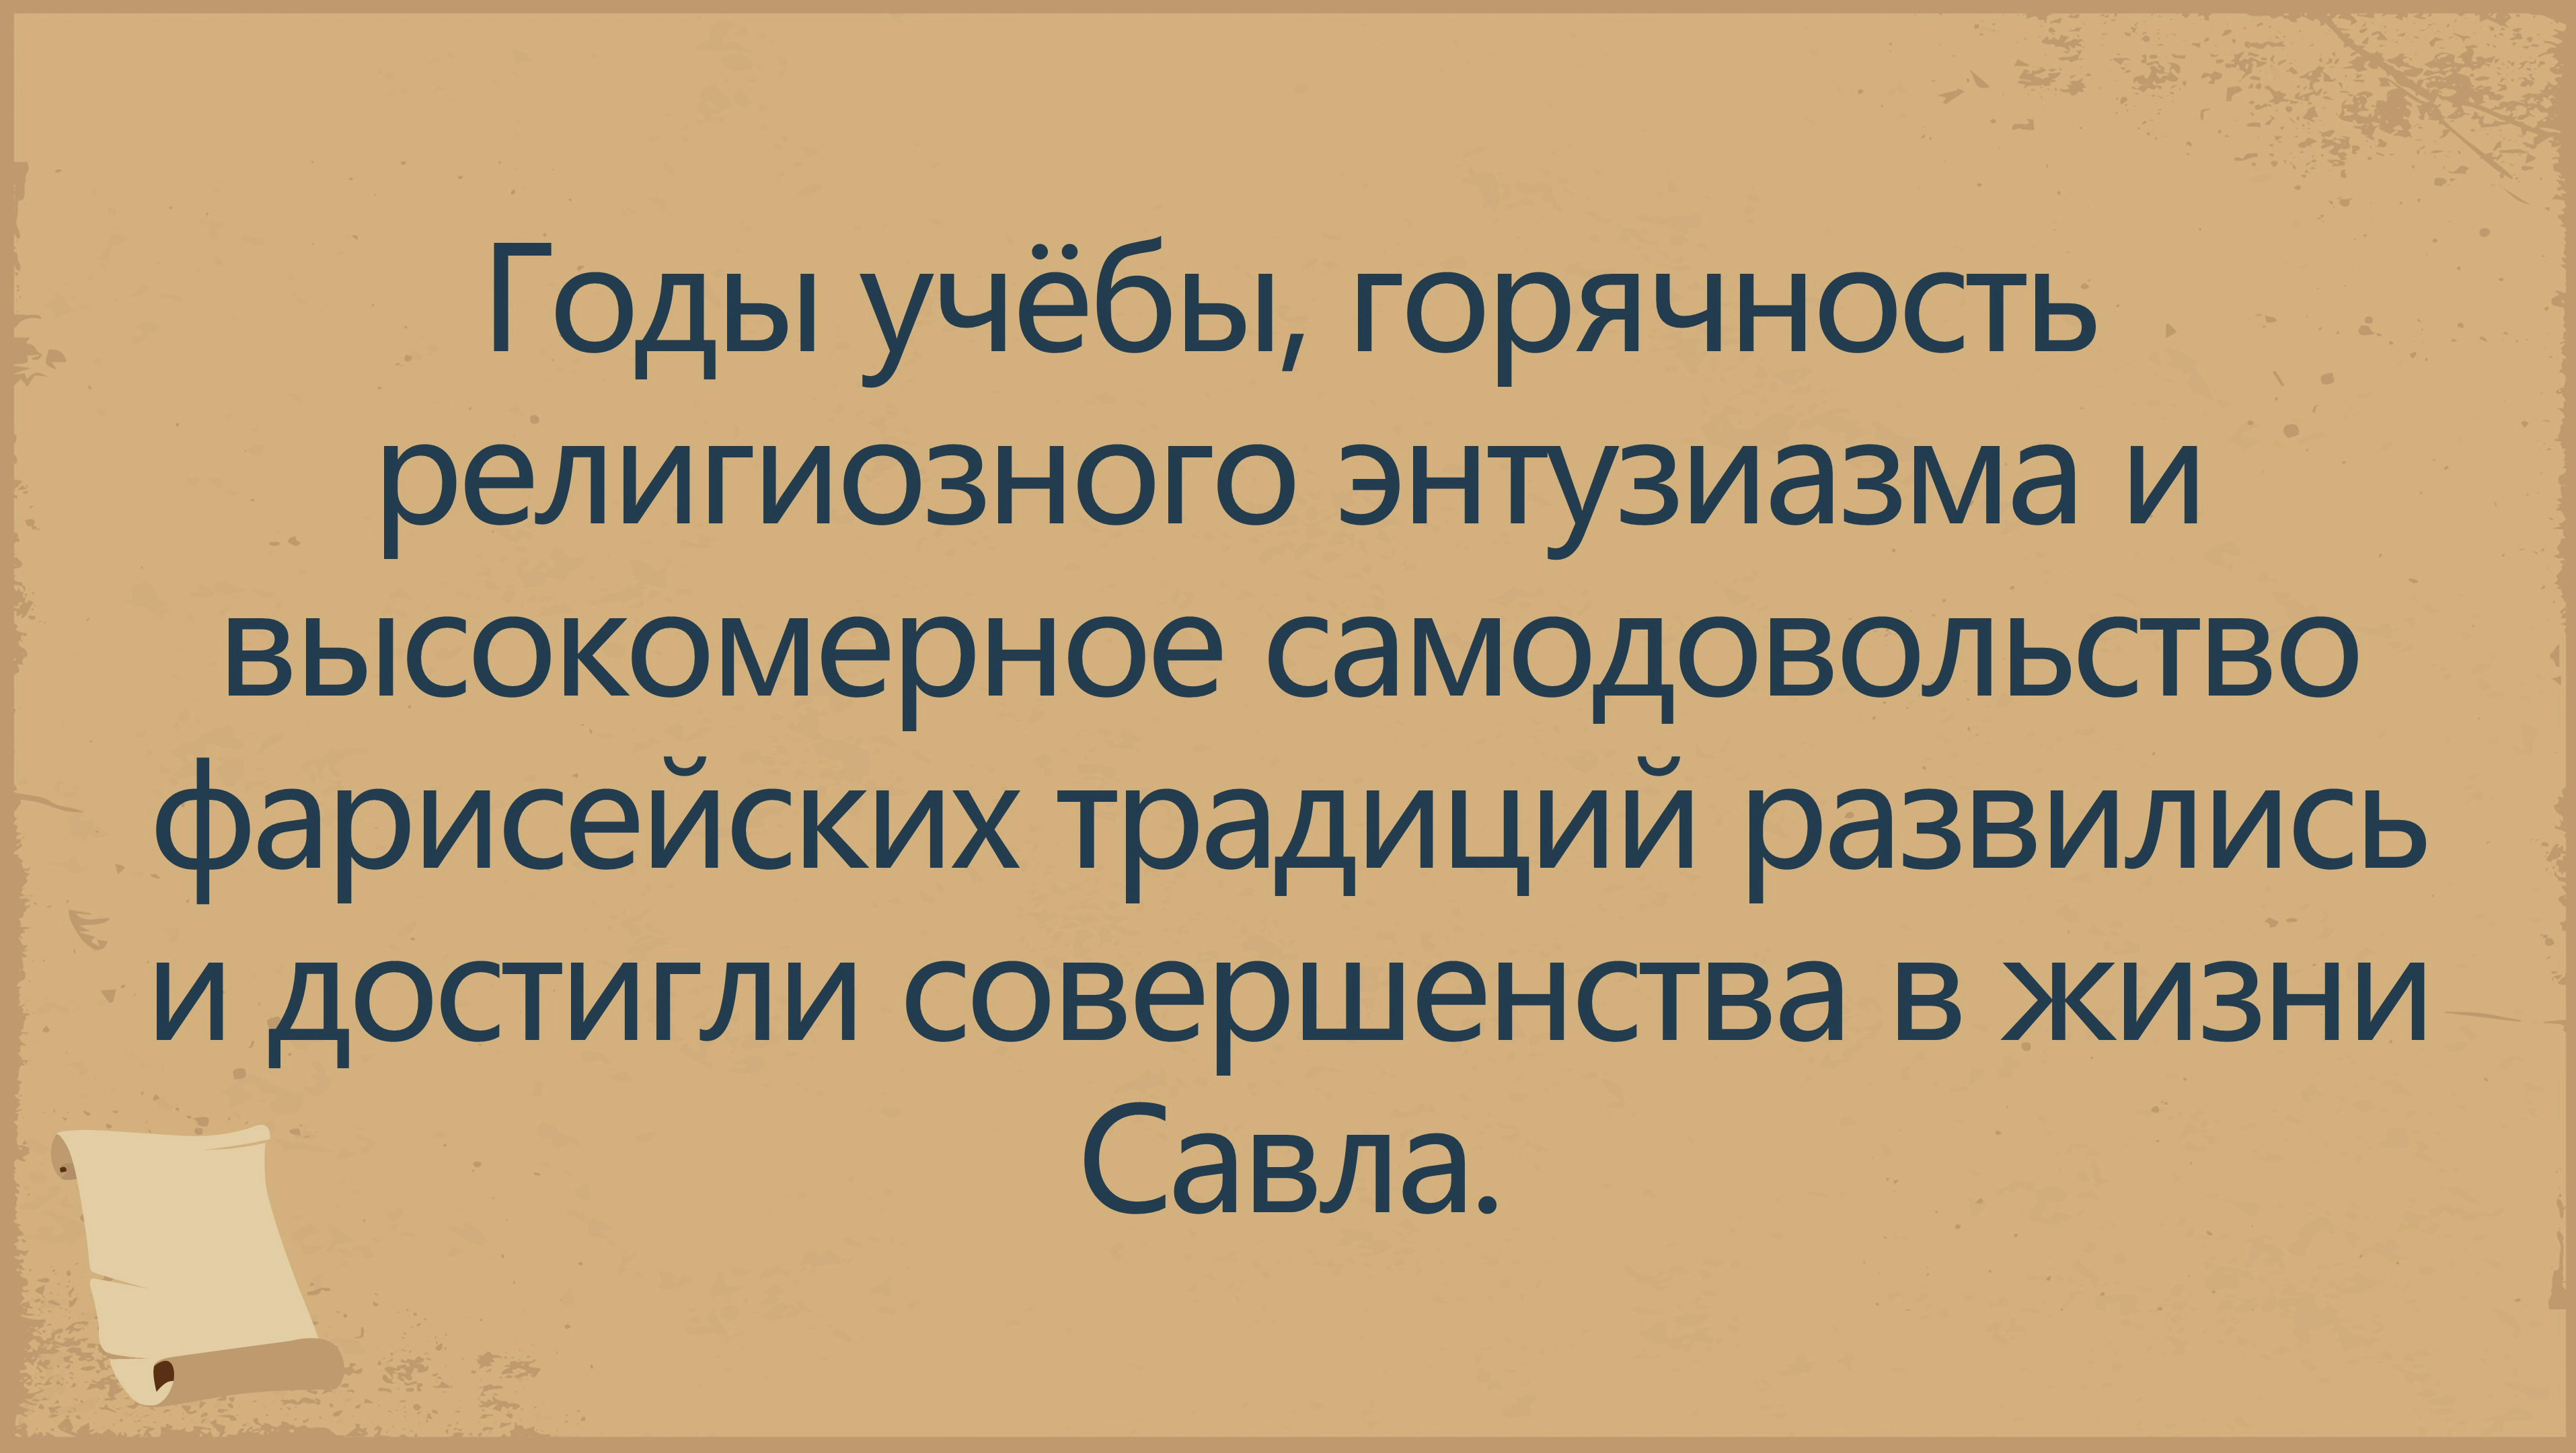 Годы учёбы, горячность
религиозного энтузиазма и
высокомерное самодовольство
фарисейских традиций развились
и достигли совершенства в жизни
Савла.